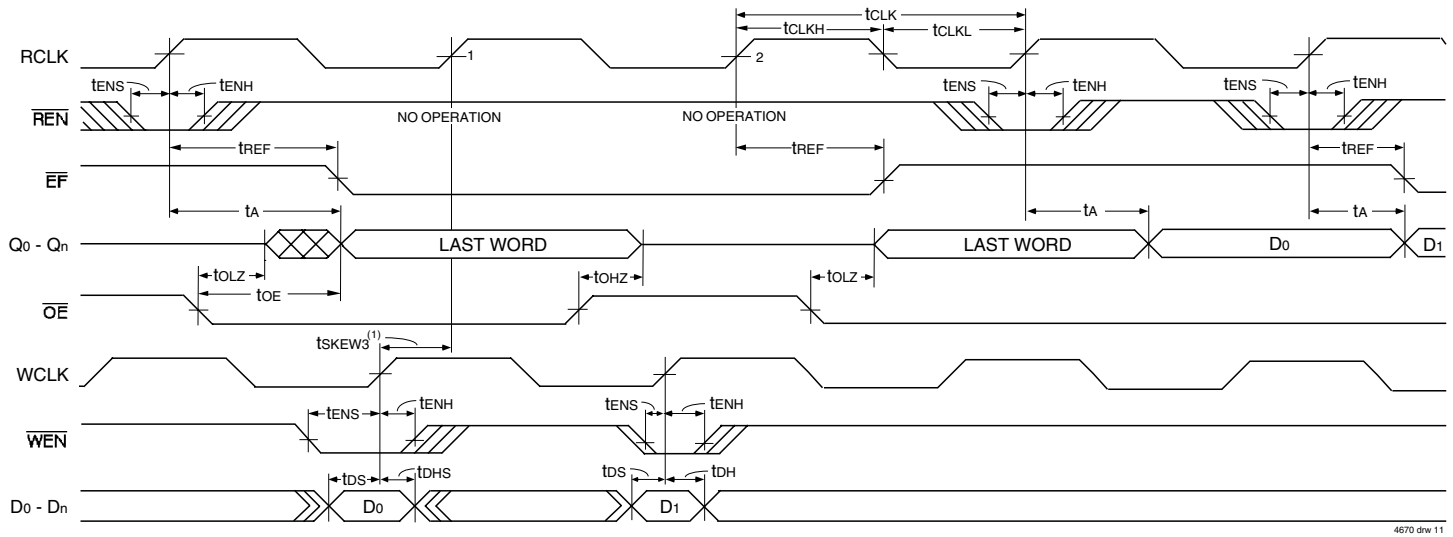 tCLK
tCLKH tCLKL
RCLK 1 2
tENS tENH tENS tENH tENS tENH
REN NO OPERATION NO OPERATION
tREF tREF tREF
EF
tA tA tA
Q0 - Qn LAST WORD LAST WORD D0 D1
tOLZ tOHZ tOLZ
tOE
OE
tSKEW3(1)
WCLK
tENS tENH tENS tENH
WEN
tDS tDHS tDS tDH
D0 - Dn D0 D1
4670 drw 11